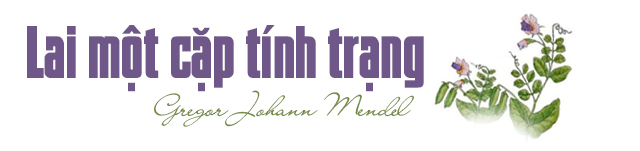 Lai một cặp tính trạng
Gregor Johann Mendel